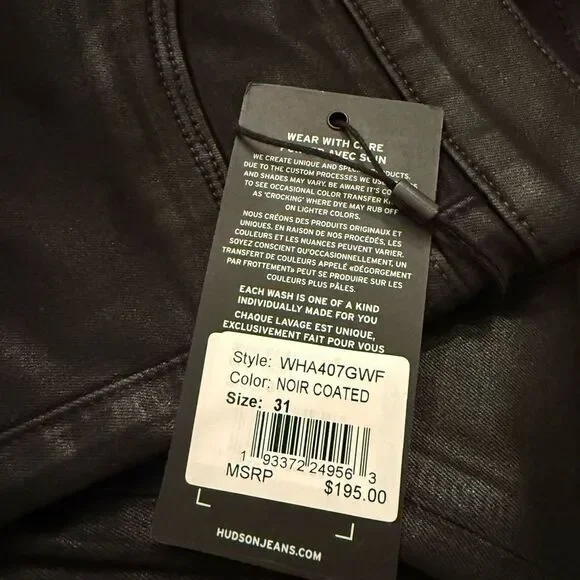 WEAR WITH CARE
AVEC SOIN
WE CREATE UNIQUE AND PRODUCTS.
DUE TO THE CUSTOM PROCESSES WE USE
AND SHADES MAY VARY. BE AWARE IT'S
TO SEE OCCASIONAL COLOR TRANSFER
AS 'CROCKING' WHERE DYE MAY RUB OFF
ON LIGHTER COLORS.
NOUS CRÉONS DES PRODUITS ORIGINAUX ET
UNIQUES, EN RAISON DE NOS PROCÉDÉS, LES
COULEURS ET LES NUANCES PEUVENT VARIER.
SOYEZ CONSCIENT QU'OCCASIONNELLEMENT, UN
TRANSFERT DE COULEURS APPELÉ «DÉGORGEMENT
PAR FROTTEMENT» PEUT SE PRODUIRE SUR LES
COULEURS PLUS PÂLES.
EACH WASH IS ONE OF A KIND
INDIVIDUALLY MADE FOR YOU
CHAQUE LAVAGE EST UNIQUE,
EXCLUSIVEMENT FAIT POUR VOUS
Style: WHA407GWF
Color: NOIR COATED
Size: 31
1 93372 24956 3
MSRP $195.00
HUDSONJEANS.COM